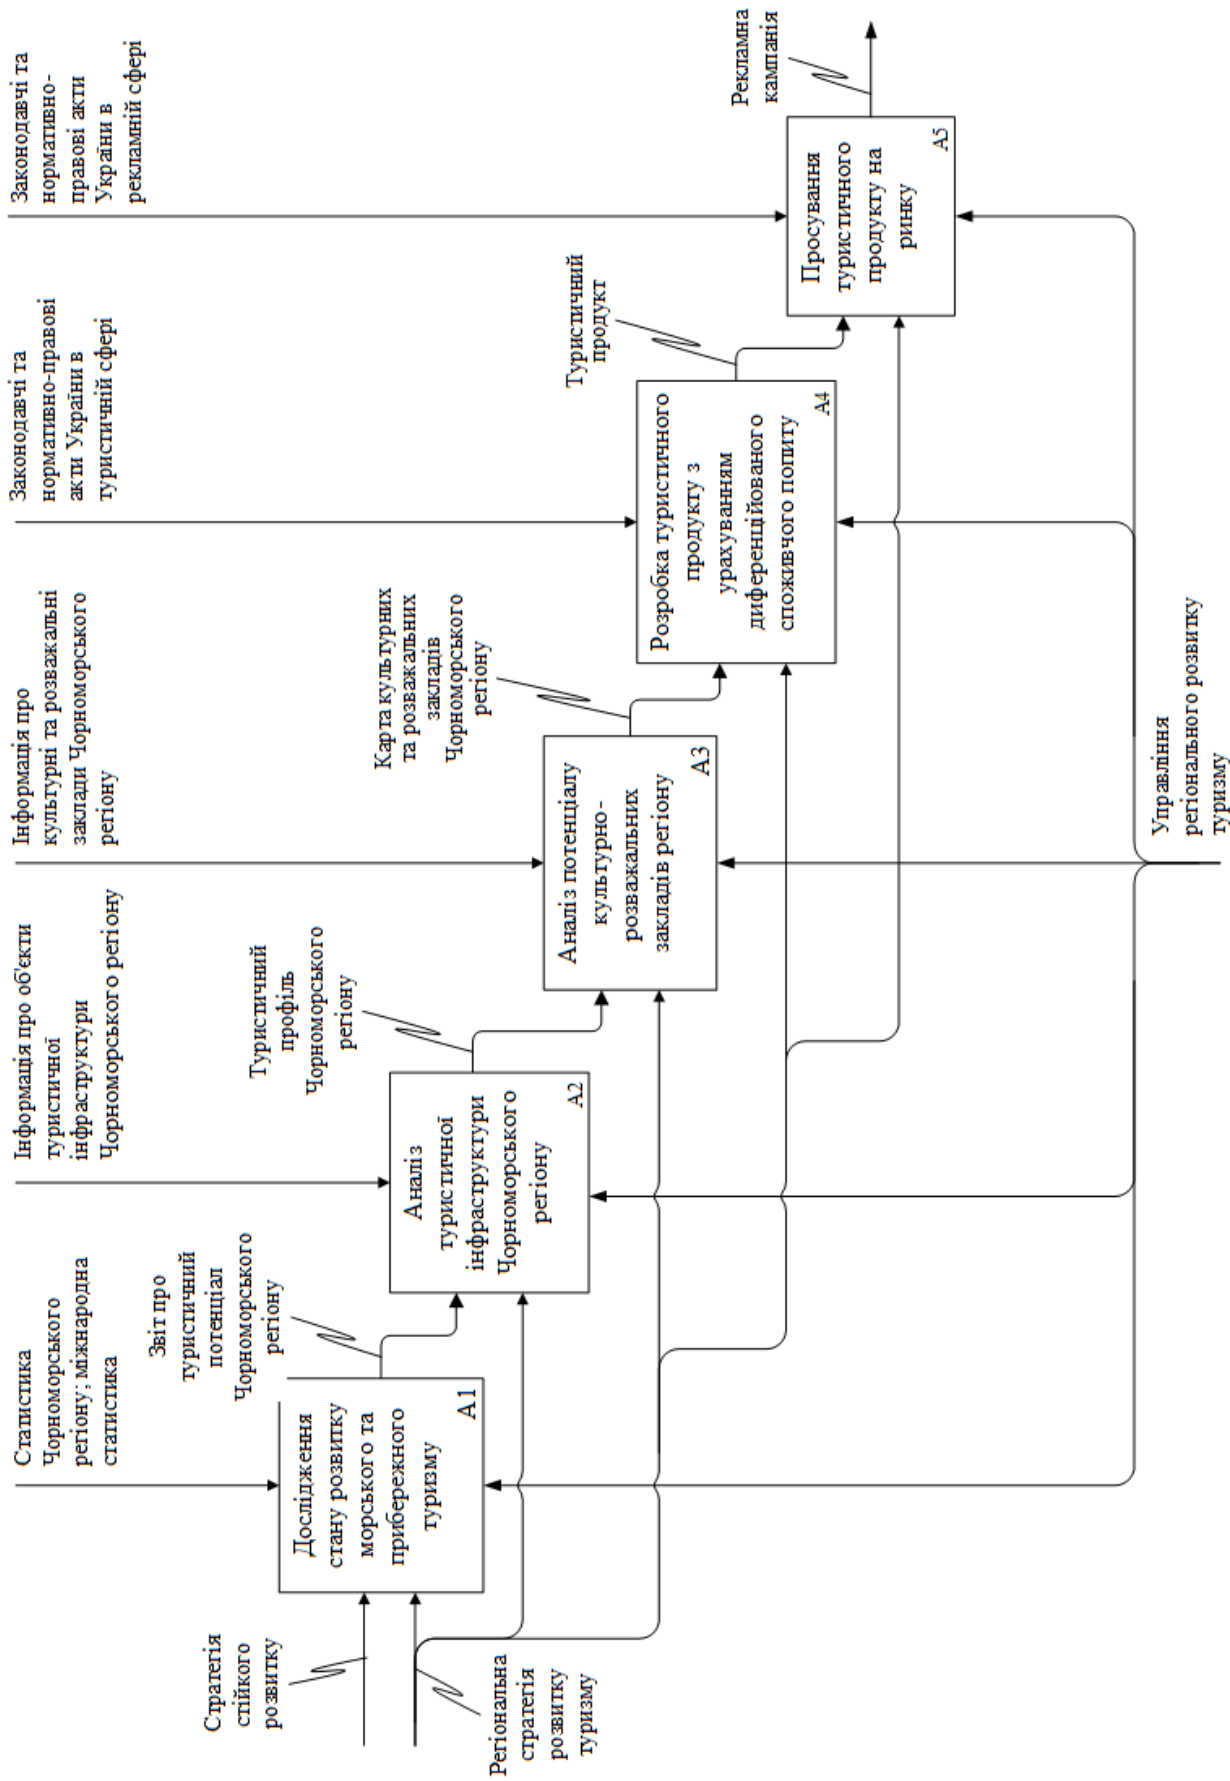 Статистика
Чорноморського
регіону; міжнародна
статистика
Інформація про об'єкти
туристичної
інфраструктури
Чорноморського регіону
Інформація про
культурні та розважальні
заклади Чорноморського
регіону
Законодавчі та
нормативно-правові
акти України в
туристичній сфері
Законодавчі та
нормативно-
правові акти
України в
рекламній сфері
Стратегія
стійкого
розвитку
Регіональна
стратегія
розвитку
туризму
Дослідження
стану розвитку
морського та
прибережного
туризму
А1
Звіт про
туристичний
потенціал
Чорноморського
регіону
Аналіз
туристичної
інфраструктури
Чорноморського
регіону
А2
Туристичний
профіль
Чорноморського
регіону
Аналіз потенціалу
культурно-
розважальних
закладів регіону
А3
Карта культурних
та розважальних
закладів
Чорноморського
регіону
Розробка туристичного
продукту з
урахуванням
диференційованого
споживчого попиту
А4
Туристичний
продукт
Просування
туристичного
продукту на
ринку
А5
Рекламна
кампанія
Управління
регіонального розвитку
туризму